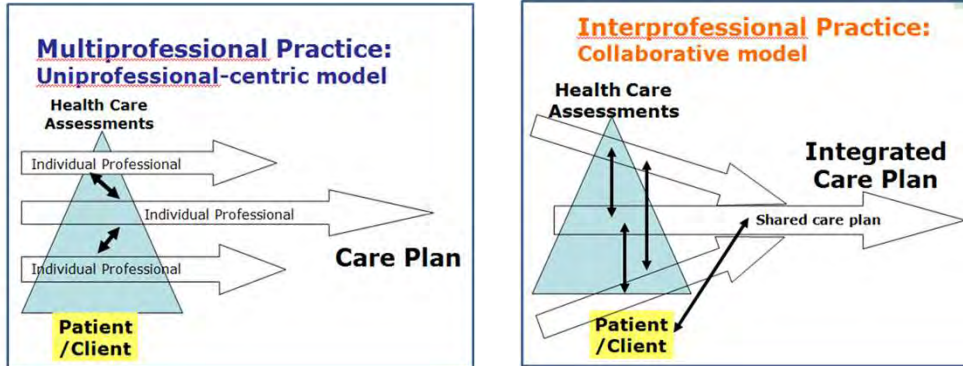 Multiprofessional Practice:
Uniprofessional-centric model
Health Care
Assessments
Individual Professional
Individual Professional
Individual Professional
Care Plan
Patient
/Client
Interprofessional Practice:
Collaborative model
Health Care
Assessments
Integrated
Care Plan
Shared care plan
Patient
/Client